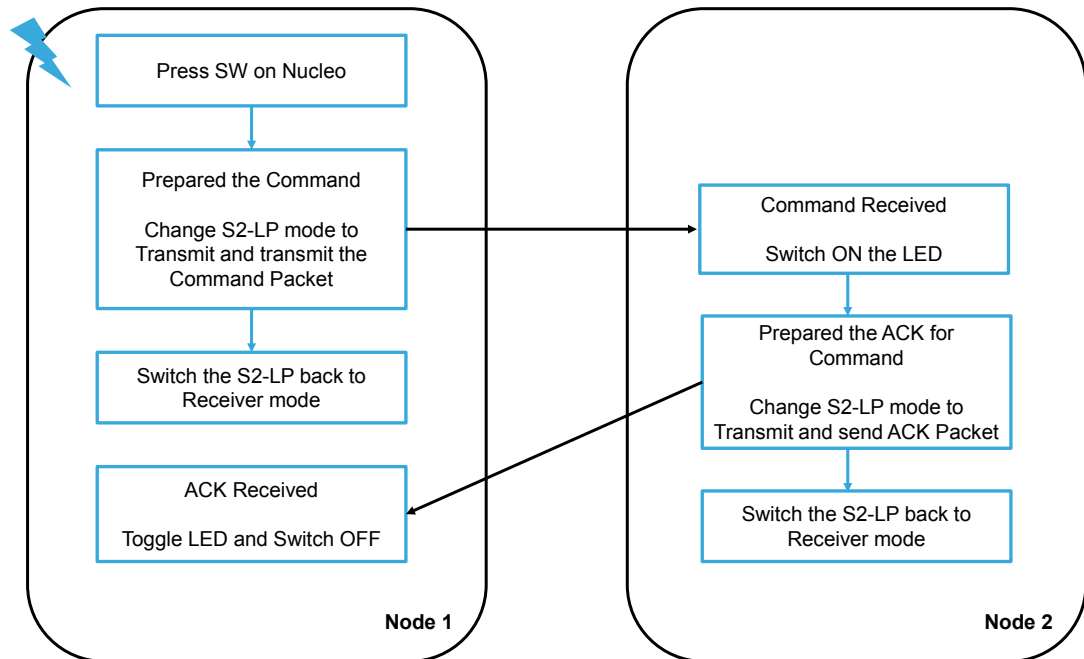 Press SW on Nucleo
Prepared the Command
Change S2-LP mode to
Transmit and transmit the
Command Packet
Switch the S2-LP back to
Receiver mode
ACK Received
Toggle LED and Switch OFF
Node 1
Command Received
Switch ON the LED
Prepared the ACK for
Command
Change S2-LP mode to
Transmit and send ACK Packet
Switch the S2-LP back to
Receiver mode
Node 2